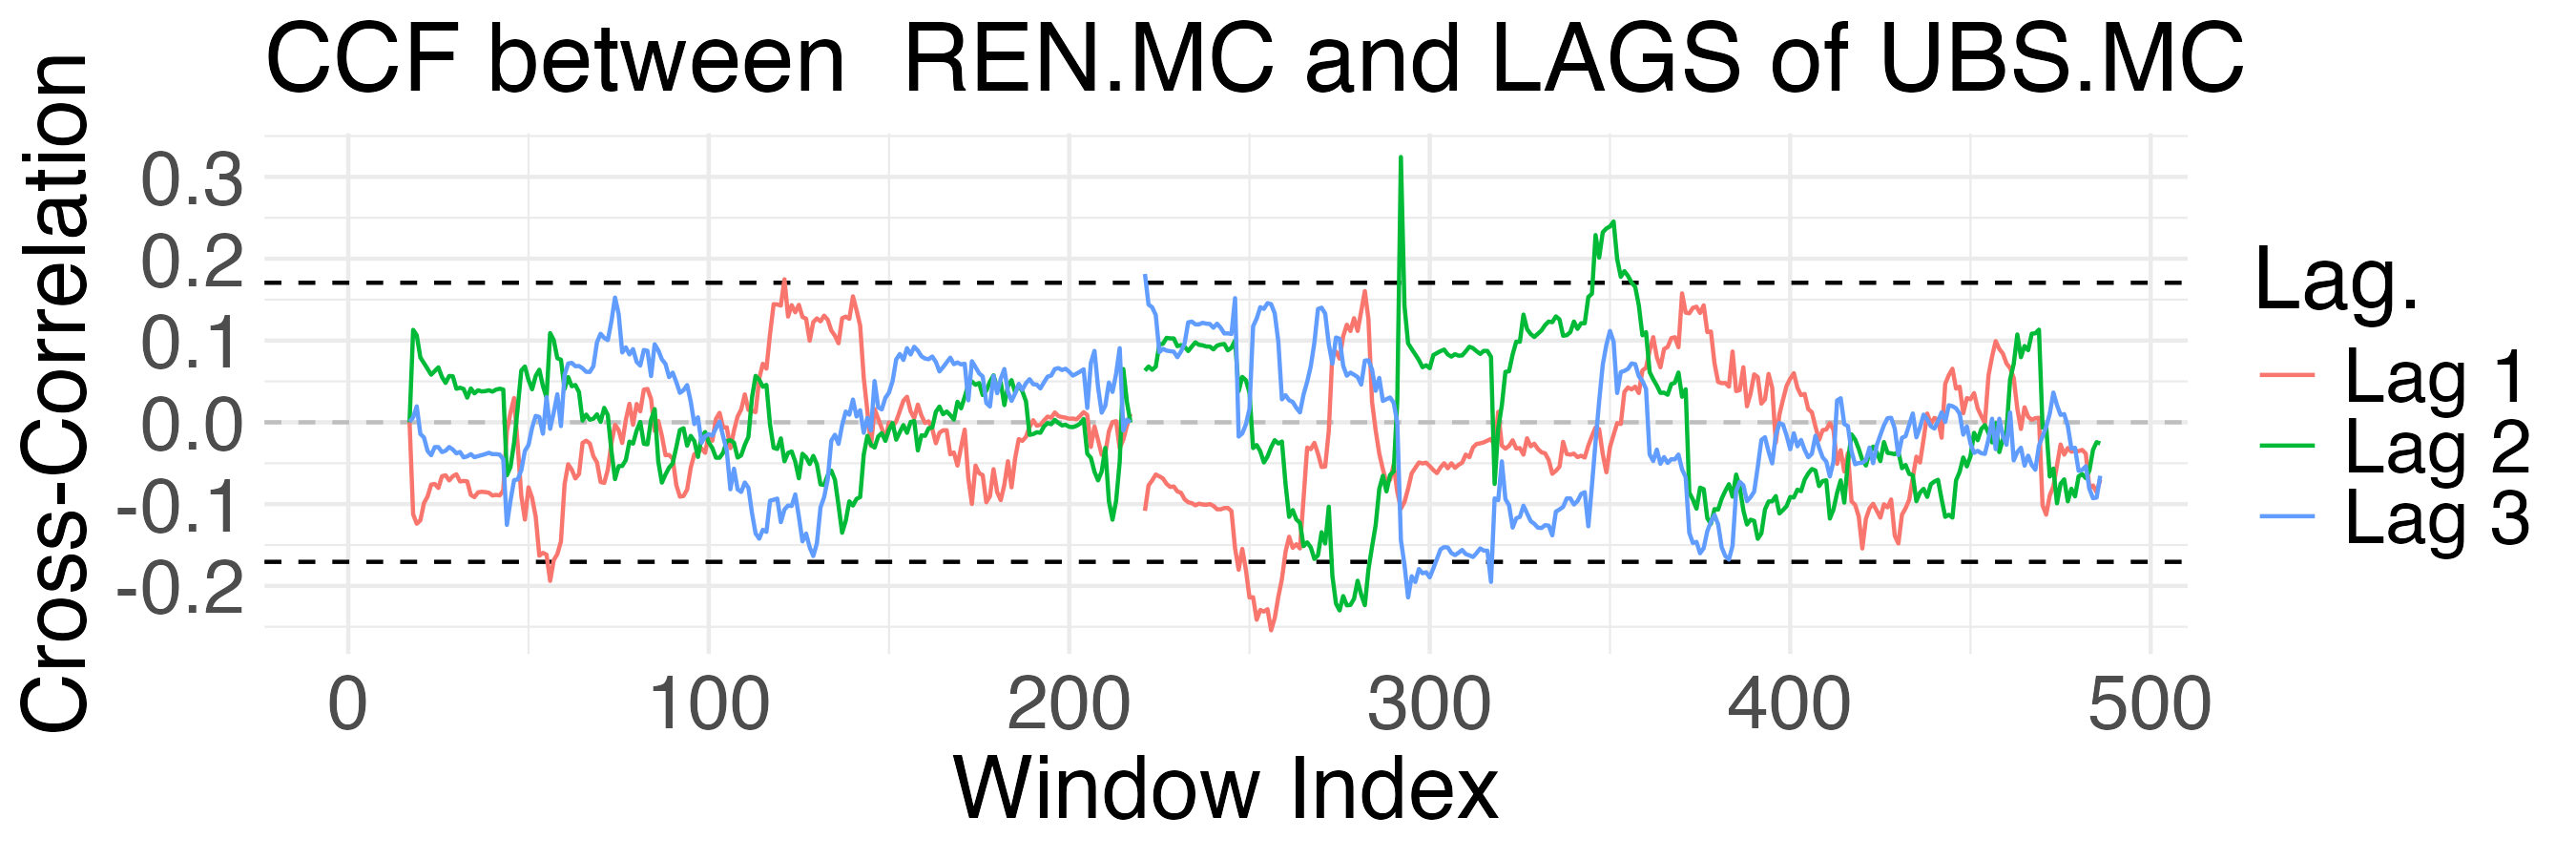 CCF between  REN.MC and LAGS of UBS.MC
Cross-Correlation
0.3
0.2
0.1
0.0
-0.1
-0.2
0 100 200 300 400 500
Window Index
Lag.
Lag 1
Lag 2
Lag 3